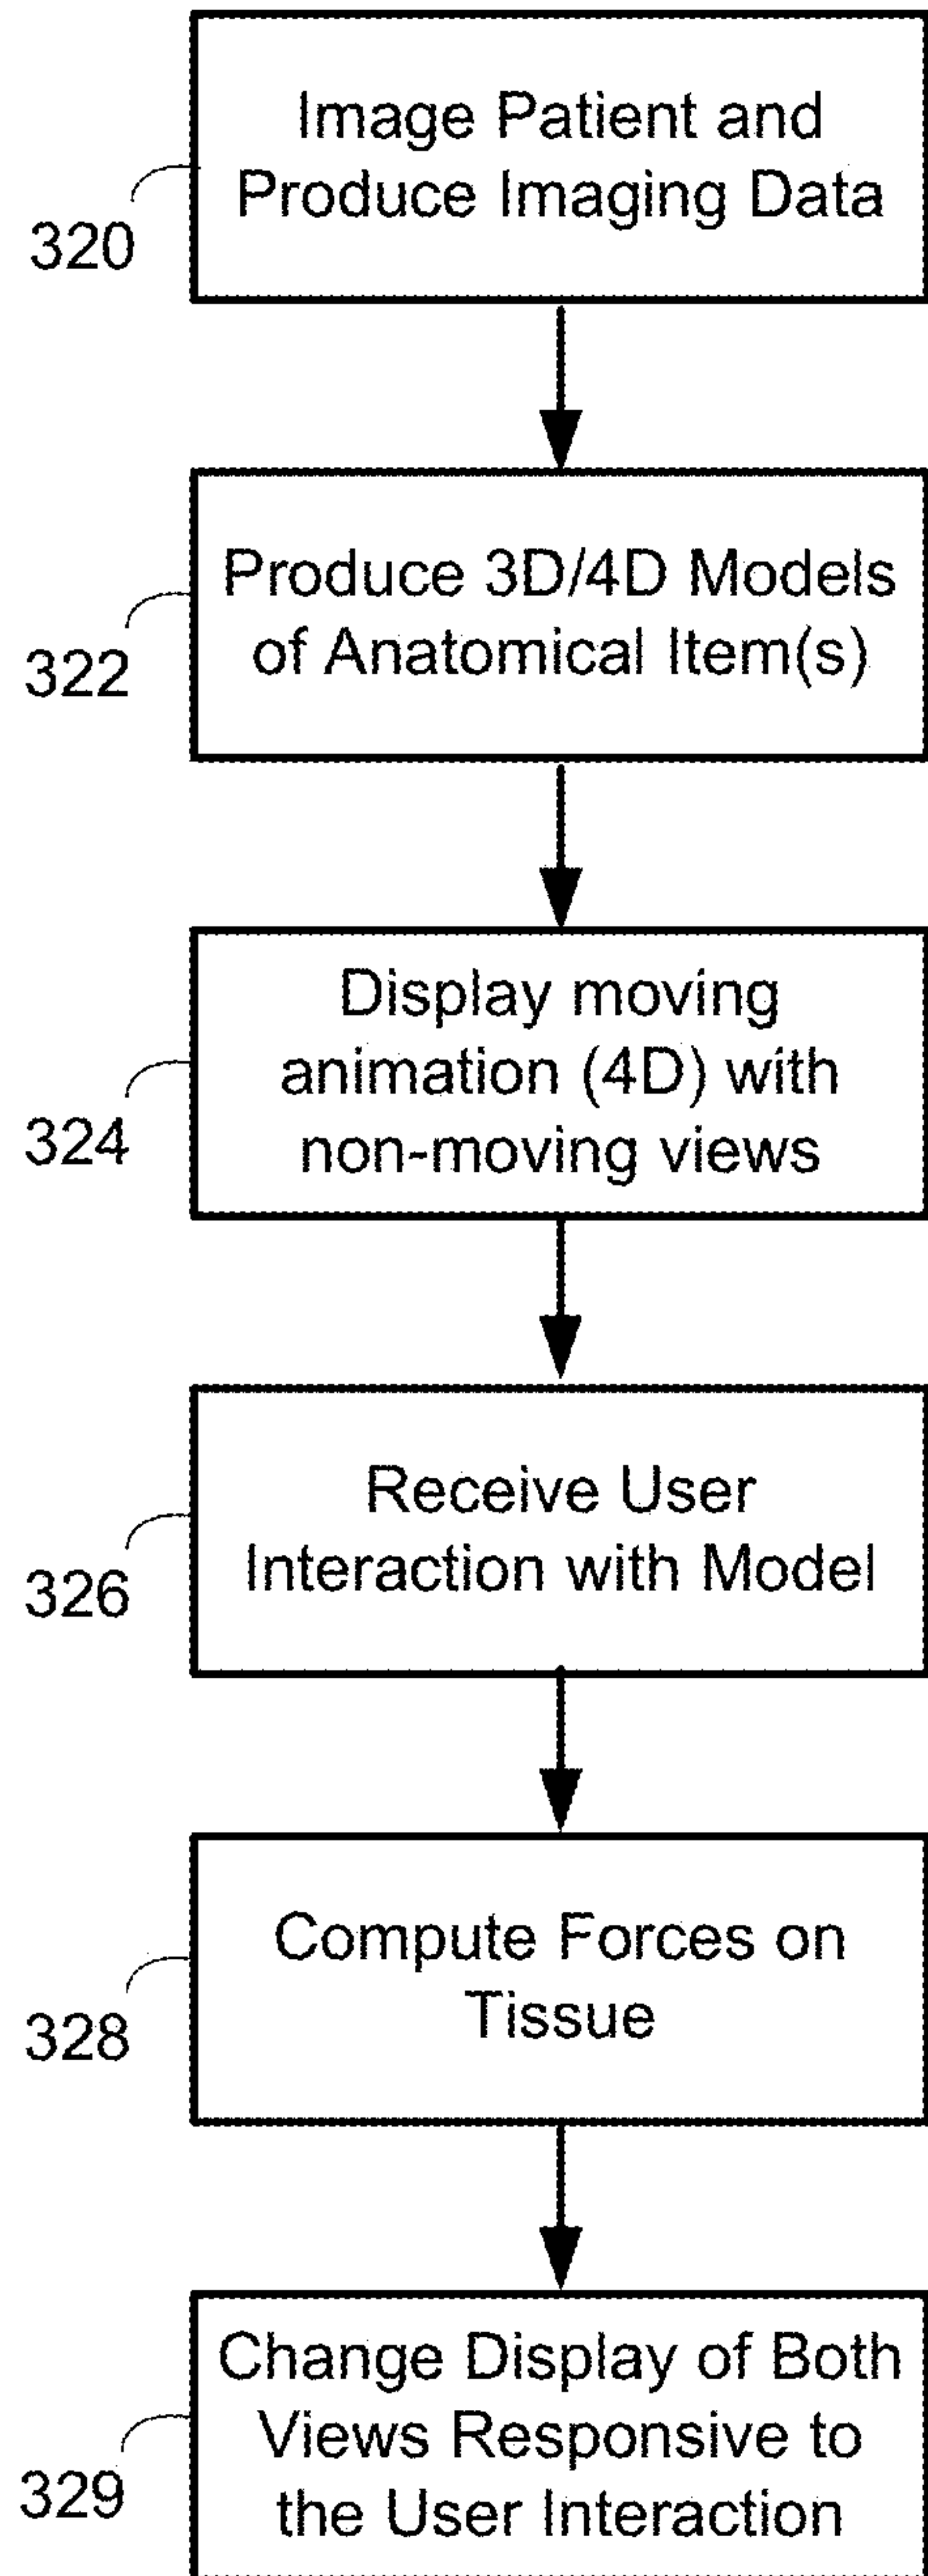 Image Patient and
Produce Imaging Data
320
Produce 3D/4D Models
of Anatomical Item(s)
322
Display moving
animation (4D) with
non-moving views
324
Receive User
Interaction with Model
326
Compute Forces on
Tissue
328
Change Display of Both
Views Responsive to
the User Interaction
329